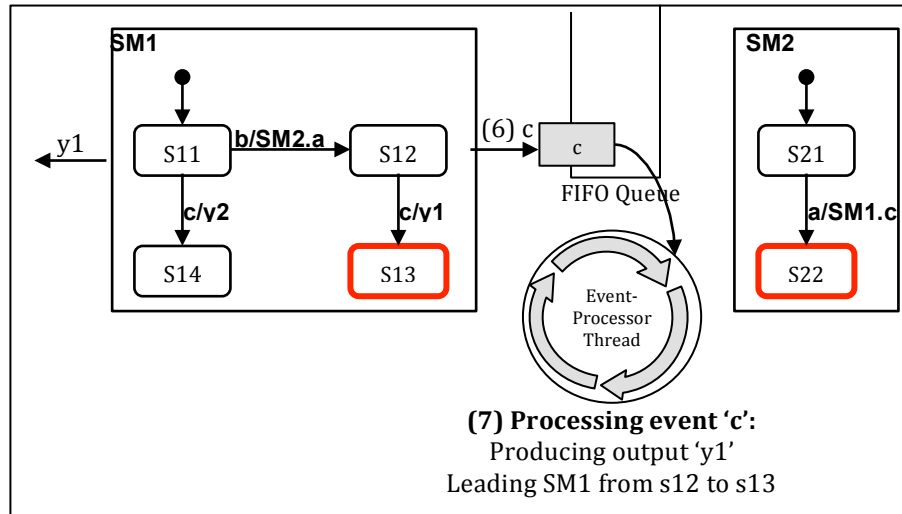 SM1
SM2
y1
S11
b/SM2.a
S12
(6) c
c
S21
FIFO Queue
c/y2
c/y1
a/SM1.c
S14
S13
S22
Event-
Processor
Thread
(7) Processing event ‘c’:
Producing output ‘y1’
Leading SM1 from s12 to s13